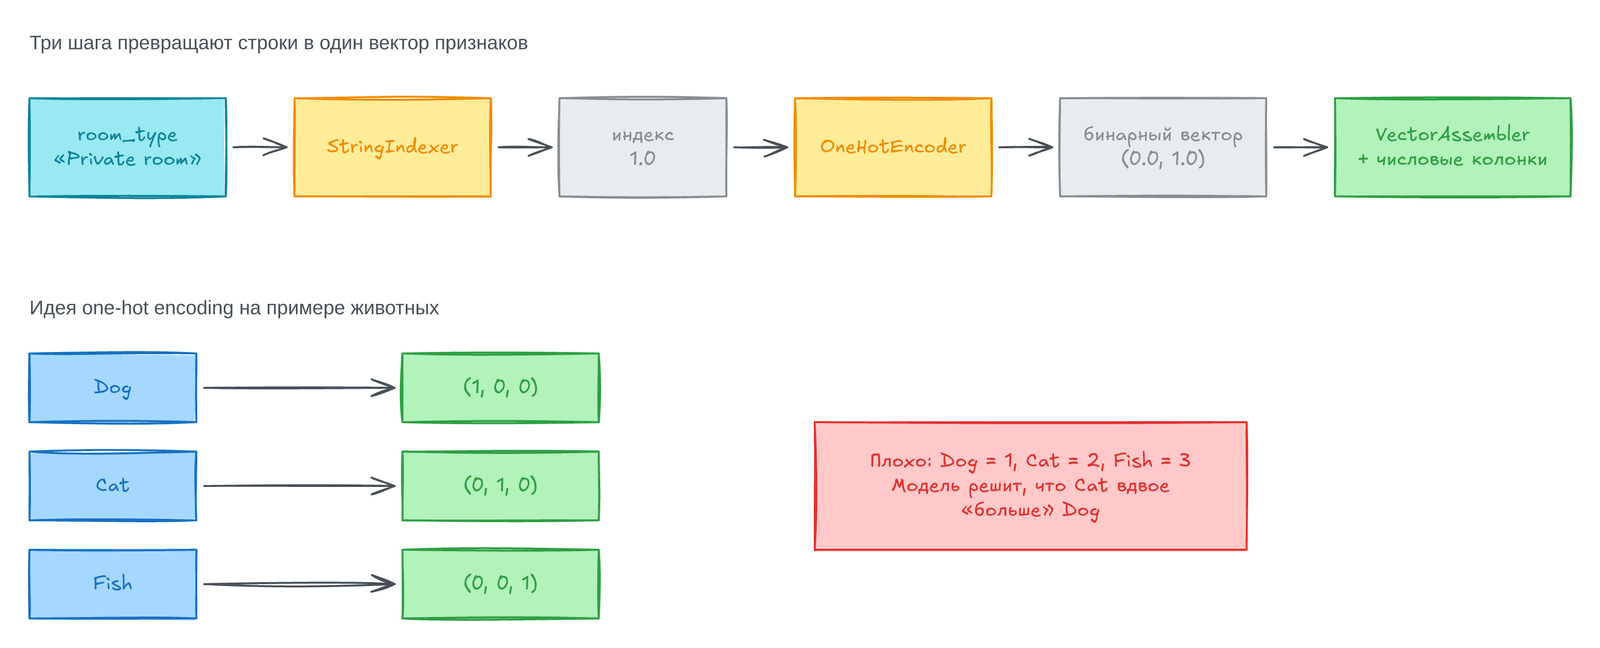 Три шага превращают строки в один вектор признаков
room_type
«Private room»
StringIndexer
индекс
1.0
OneHotEncoder
бинарный вектор
(0.0, 1.0)
VectorAssembler
+ числовые колонки
Идея one-hot encoding на примере животных
Dog
(1, 0, 0)
Cat
(0, 1, 0)
Fish
(0, 0, 1)
Плохо: Dog = 1, Cat = 2, Fish = 3
Модель решит, что Cat вдвое
«больше» Dog